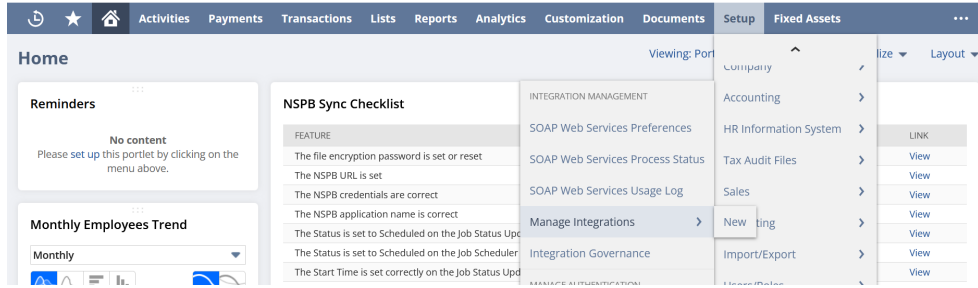 Activities Payments Transactions Lists Reports Analytics Customization Documents Setup Fixed Assets
Home
Viewing: Port
lize
Layout
Reminders
No content
Please set up this portlet by clicking on the
menu above.
Monthly Employees Trend
Monthly
NSPB Sync Checklist
FEATURE
LINK
The file encryption password is set or reset
View
The NSPB URL is set
View
The NSPB credentials are correct
View
The NSPB application name is correct
View
The Status is set to Scheduled on the Job Status Upd
View
The Status is set to Scheduled on the Job Scheduler
View
The Start Time is set correctly on the Job Status Upd
View
INTEGRATION MANAGEMENT
SOAP Web Services Preferences
SOAP Web Services Process Status
SOAP Web Services Usage Log
Manage Integrations
Integration Governance
MANAGE AUTHENTICATION
Company
Accounting
HR Information System
Tax Audit Files
Sales
New
ting
Import/Export
Users/Roles